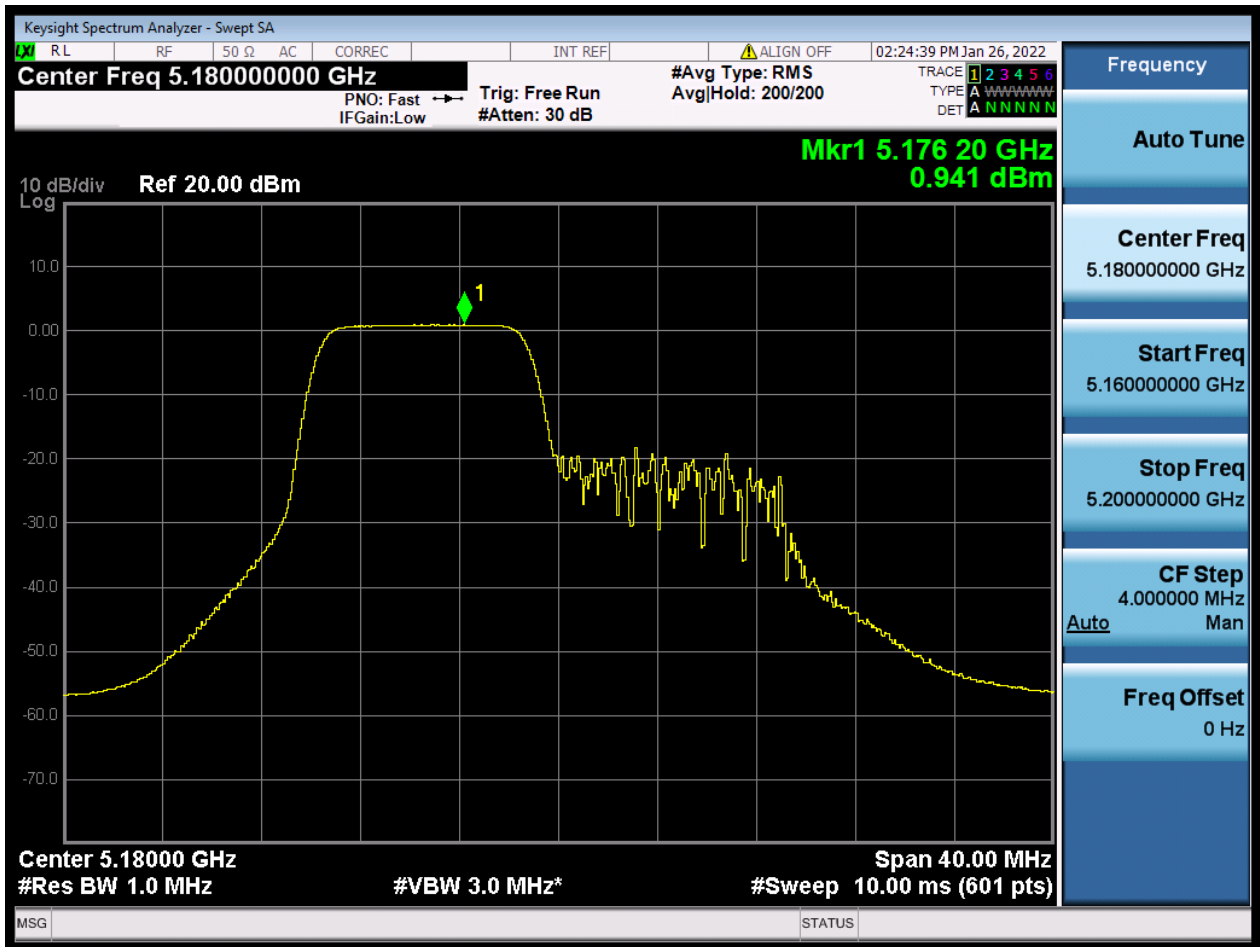 Keysight Spectrum Analyzer - Swept SA
LXI RL RF 50 Ω AC CORREC INT REF ALIGN OFF 02:24:39 PM Jan 26, 2022
Center Freq 5.180000000 GHz
PNO: Fast
IFGain:Low
Trig: Free Run
#Atten: 30 dB
#Avg Type: RMS
Avg|Hold: 200/200
TRACE 1 2 3 4 5 6
TYPE A WWWWW
DET A N N N N N
Mkr1 5.176 20 GHz
0.941 dBm
10 dB/div Ref 20.00 dBm
Log
1
10.0
0.00
-10.0
-20.0
-30.0
-40.0
-50.0
-60.0
-70.0
Center 5.18000 GHz Span 40.00 MHz
#Res BW 1.0 MHz #VBW 3.0 MHz* #Sweep 10.00 ms (601 pts)
MSG STATUS
Frequency
Auto Tune
Center Freq
5.180000000 GHz
Start Freq
5.160000000 GHz
Stop Freq
5.200000000 GHz
CF Step
4.000000 MHz
Auto Man
Freq Offset
0 Hz